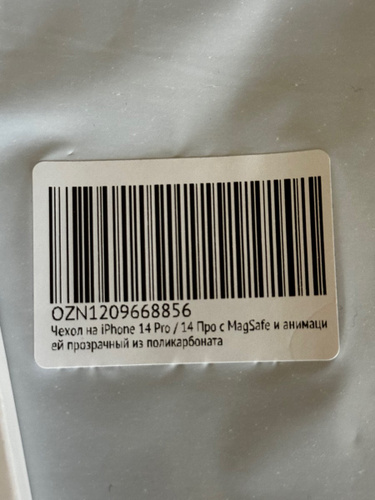 OZN1209668856
Чехол на iPhone 14 Pro / 14 Про с MagSafe и анимаци
ей прозрачный из поликарбоната